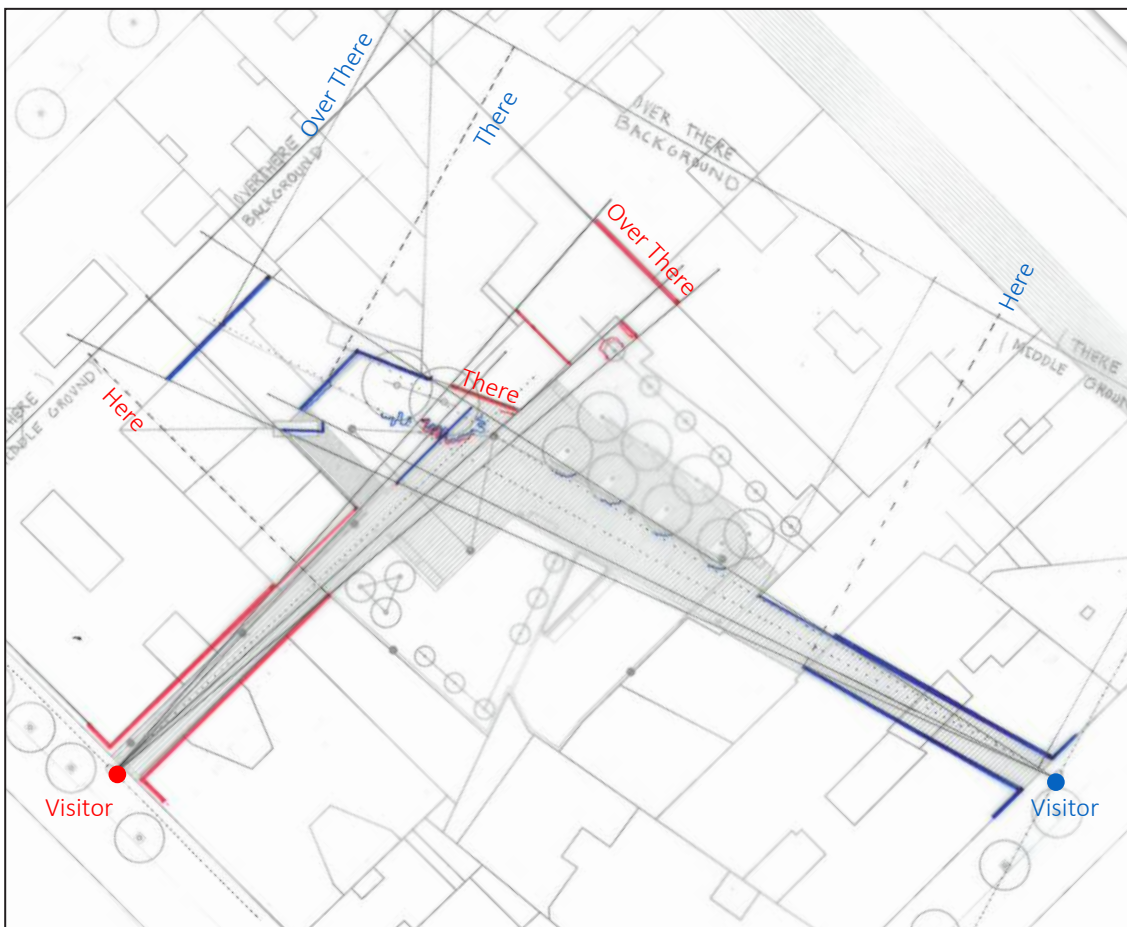 Over There
There
OVER THERE
BACKGROUND
OVERTHERE
BACKGROUND
Over There
Here
(MIDDLE GROUND
THERE
HERE
MIDDLE GROUND)
Here
There
Visitor
Visitor